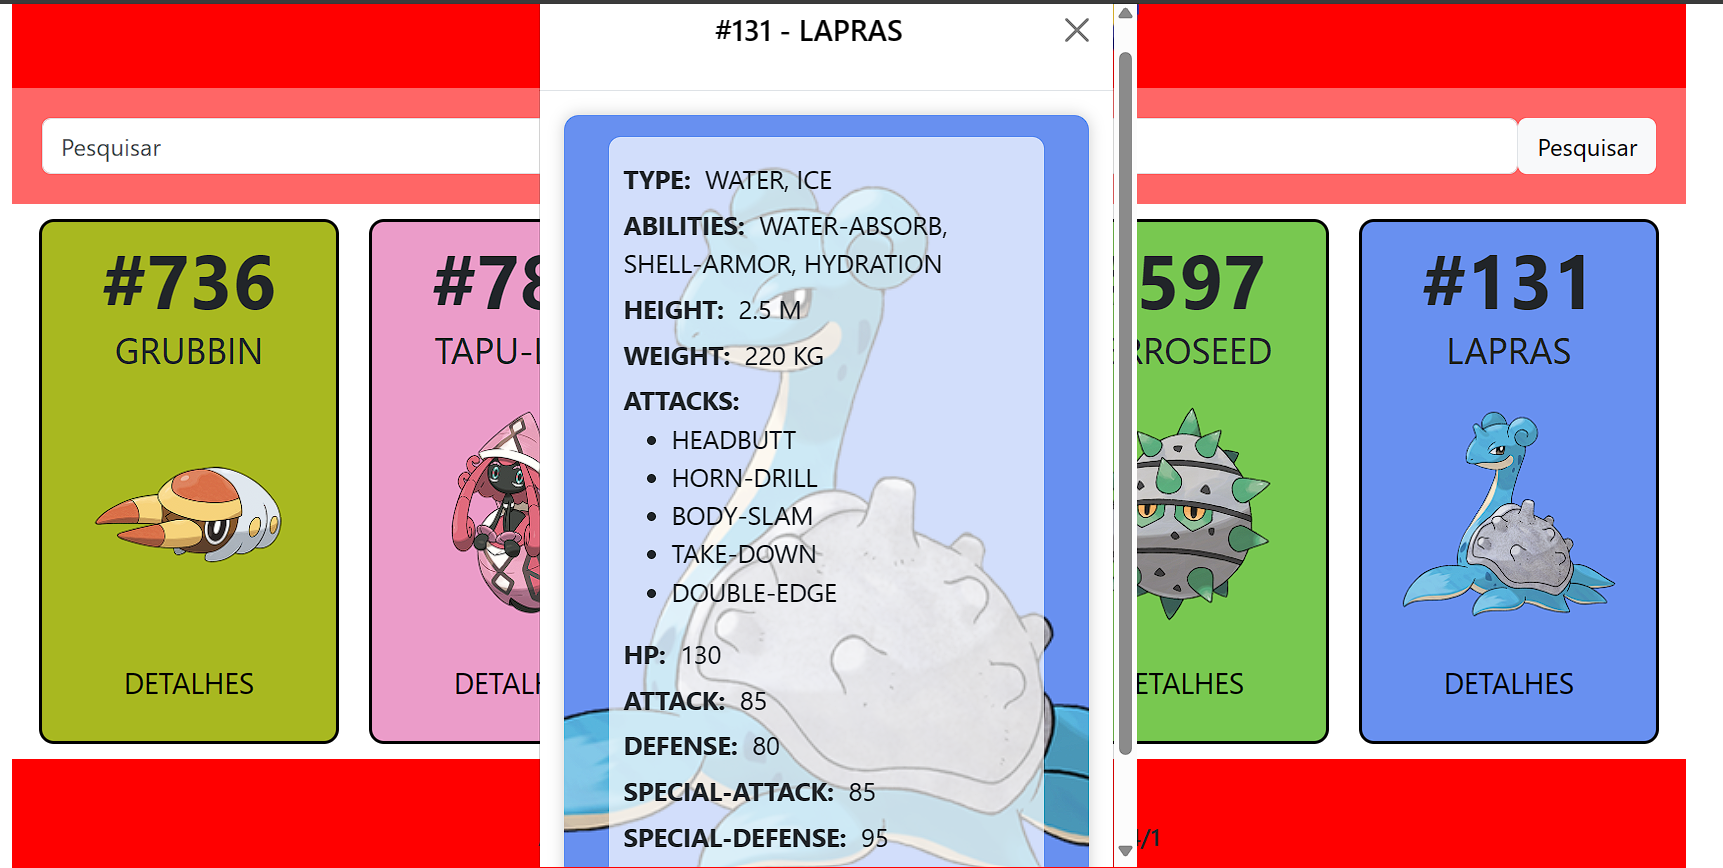 #131 - LAPRAS
Pesquisar
Pesquisar
#736
GRUBBIN
DETALHES
#78
TAPU-
DETAL
TYPE: WATER, ICE
ABILITIES: WATER-ABSORB,
SHELL-ARMOR, HYDRATION
HEIGHT: 2.5 M
WEIGHT: 220 KG
ATTACKS:
• HEADBUTT
• HORN-DRILL
• BODY-SLAM
• TAKE-DOWN
• DOUBLE-EDGE
HP: 130
ATTACK: 85
DEFENSE: 80
SPECIAL-ATTACK: 85
SPECIAL-DEFENSE: 95
597
RROSEED
ETALHES
#131
LAPRAS
DETALHES
/1